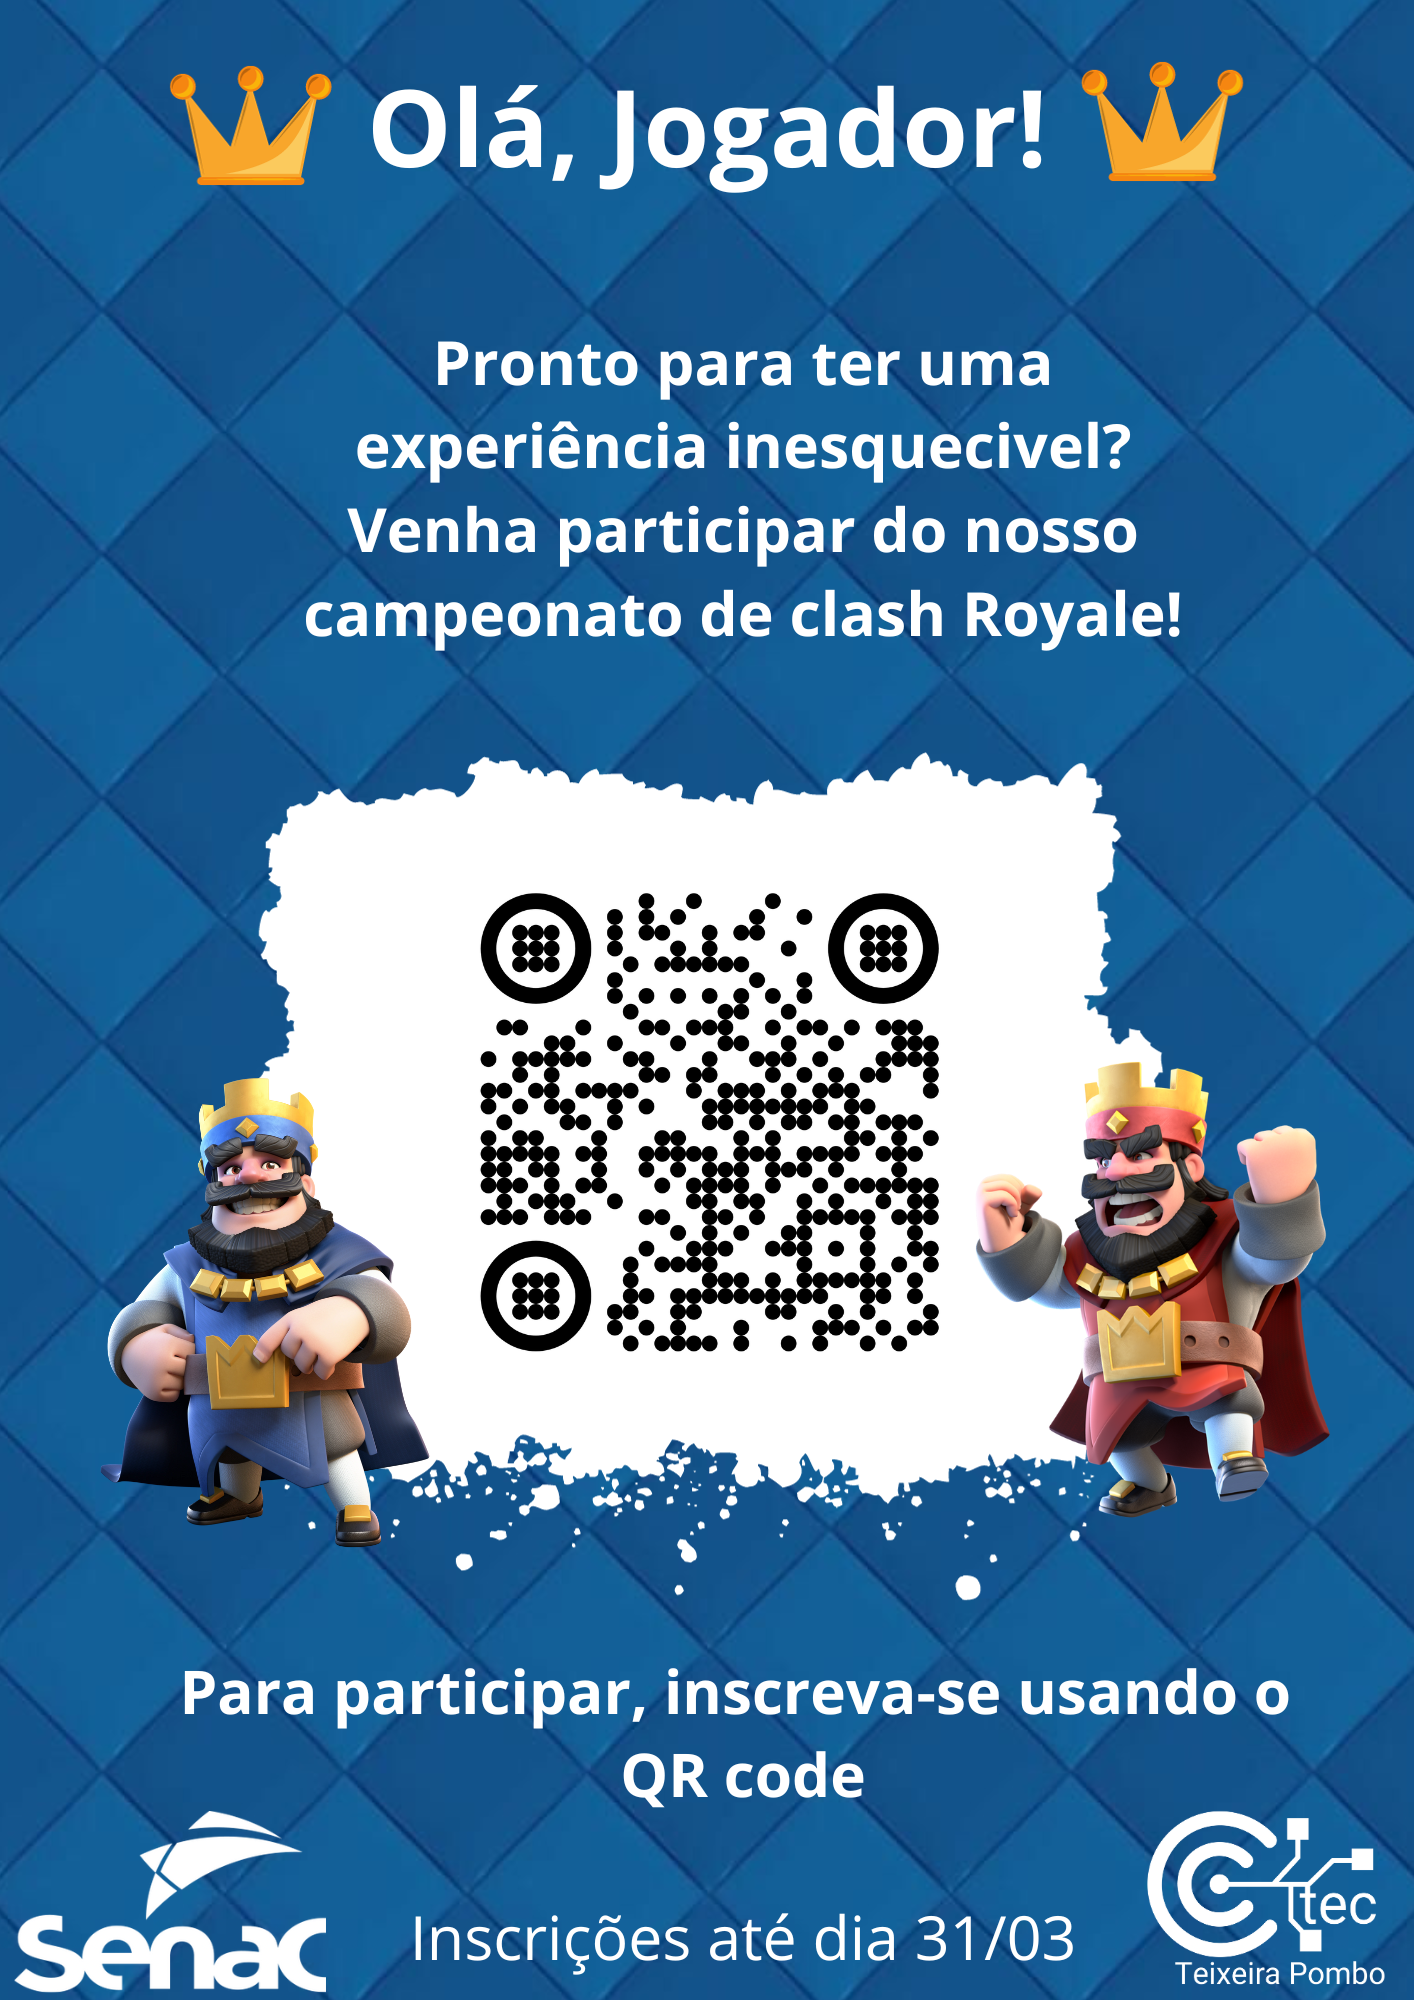 Olá, Jogador!
Pronto para ter uma
experiência inesquecivel?
Venha participar do nosso
campeonato de clash Royale!
Para participar, inscreva-se usando o
QR code
Senac
Inscrições até dia 31/03
Citec
Teixeira Pombo